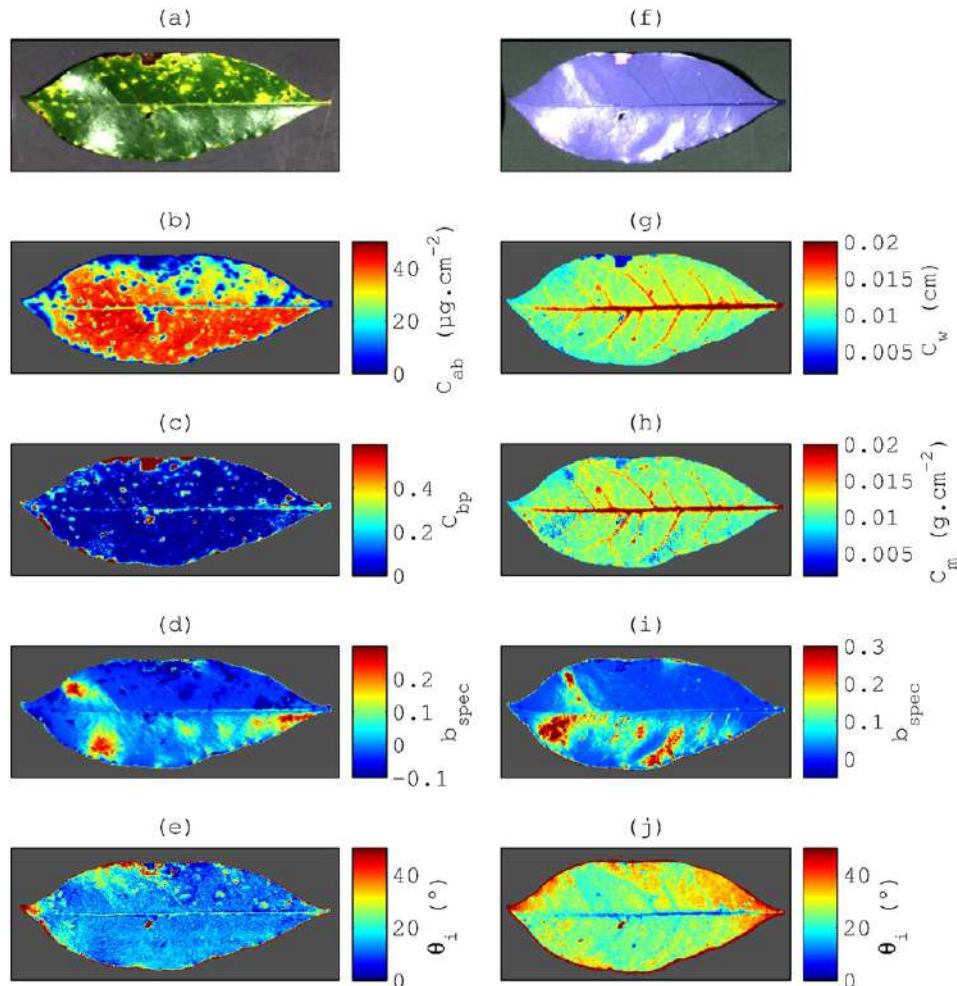 (a)
(f)
(b)
40
20
0
C_ab (µg.cm⁻²)
(g)
0.02
0.015
0.01
0.005
C_w (cm)
(c)
0.4
0.2
0
C_bp
(h)
0.02
0.015
0.01
0.005
C_m (g.cm⁻²)
(d)
0.2
0.1
0
−0.1
b_spec
(i)
0.3
0.2
0.1
0
b_spec
(e)
40
20
0
θ_i (°)
(j)
40
20
0
θ_i (°)